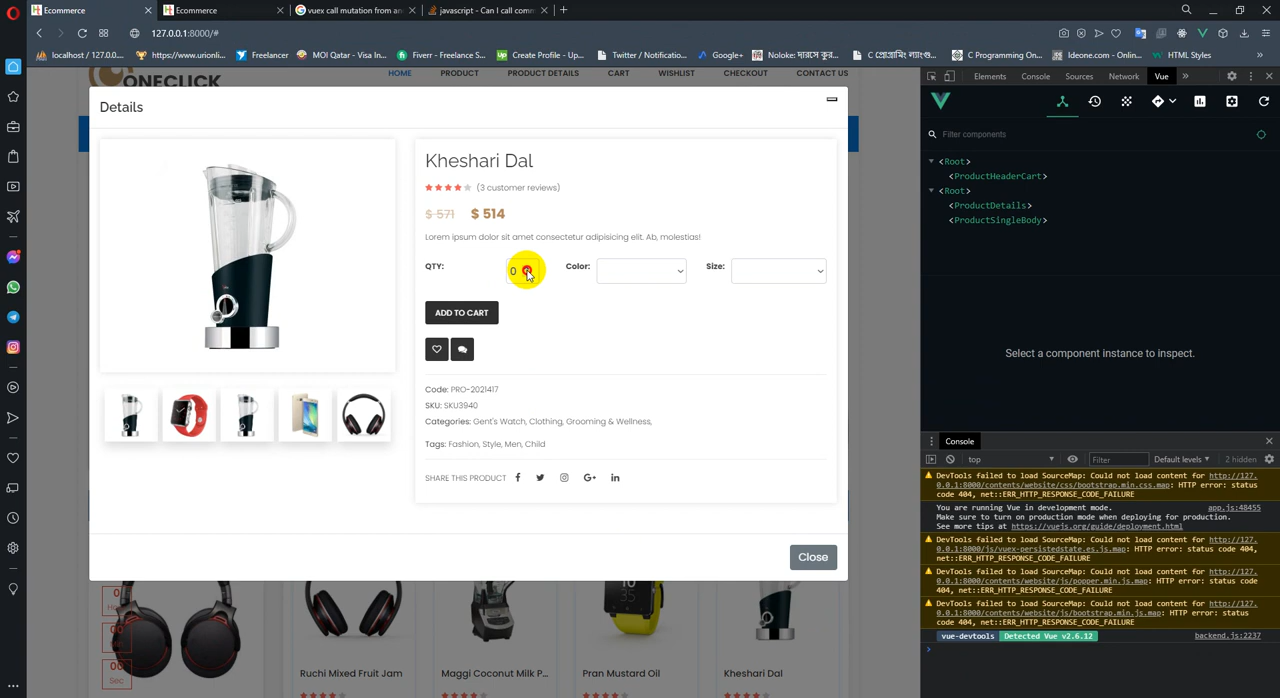 Ecommerce
Ecommerce
vuex call mutation from an
javascript - Can I call comm
127.0.0.1:8000/#
localhost / 127.0.0....
https://www.urionli...
Freelancer
MOI Qatar - Visa In...
Fiverr - Freelance S...
Create Profile - Up...
Twitter / Notificatio...
Google+
C Programming On...
Ideone.com - Onlin...
HTML Styles
ONECLICK
HOME
PRODUCT
PRODUCT DETAILS
CART
WISHLIST
CHECKOUT
CONTACT US
Details
Kheshari Dal
(3 customer reviews)
$ 571 $ 514
Lorem ipsum dolor sit amet consectetur adipisicing elit. Ab, molestias!
QTY:
0
Color:
Size:
ADD TO CART
Code: PRO-2021417
SKU: SKU3940
Categories: Gent's Watch, Clothing, Grooming & Wellness,
Tags: Fashion, Style, Men, Child
SHARE THIS PRODUCT
Close
00
Sec
Ruchi Mixed Fruit Jam
Maggi Coconut Milk P...
Pran Mustard Oil
Kheshari Dal
Elements
Console
Sources
Network
Vue
Filter components
<Root>
<ProductHeaderCart>
<Root>
<ProductDetails>
<ProductSingleBody>
Select a component instance to inspect.
Console
top
Filter
Default levels
2 hidden
DevTools failed to load SourceMap: Could not load content for http://127.
0.0.1:8000/contents/website/css/bootstrap.min.css.map: HTTP error: status
code 404, net::ERR_HTTP_RESPONSE_CODE_FAILURE
You are running Vue in development mode. app.js:48455
Make sure to turn on production mode when deploying for production.
See more tips at https://vuejs.org/guide/deployment.html
DevTools failed to load SourceMap: Could not load content for http://127.
0.0.1:8000/js/vuex-persistedstate.es.js.map: HTTP error: status code 404,
net::ERR_HTTP_RESPONSE_CODE_FAILURE
DevTools failed to load SourceMap: Could not load content for http://127.
0.0.1:8000/contents/website/js/popper.min.js.map: HTTP error: status code
404, net::ERR_HTTP_RESPONSE_CODE_FAILURE
DevTools failed to load SourceMap: Could not load content for http://127.
0.0.1:8000/contents/website/js/bootstrap.min.js.map: HTTP error: status
code 404, net::ERR_HTTP_RESPONSE_CODE_FAILURE
vue-devtools Detected Vue v2.6.12 backend.js:2237